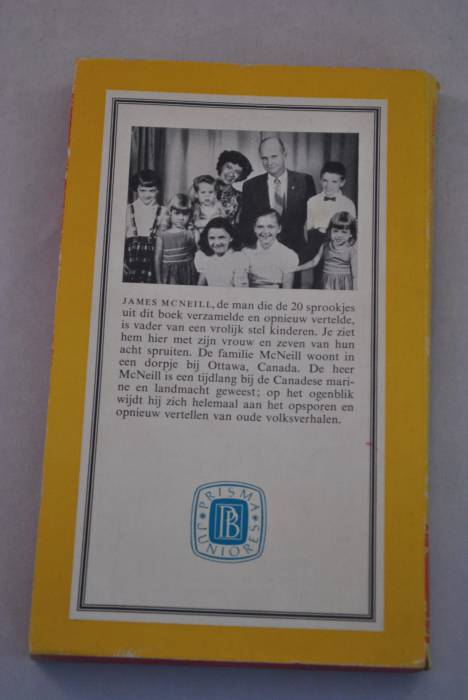 JAMES MCNEILL, de man die de 20 sprookjes
uit dit boek verzamelde en opnieuw vertelde,
is vader van een vrolijk stel kinderen. Je ziet
hem hier met zijn vrouw en zeven van hun
acht spruiten. De familie McNeill woont in
een dorpje bij Ottawa, Canada. De heer
McNeill is een tijdlang bij de Canadese mari-
ne en landmacht geweest; op het ogenblik
wijdt hij zich helemaal aan het opsporen en
opnieuw vertellen van oude volksverhalen.
PRISMA
PB
JUNIORES